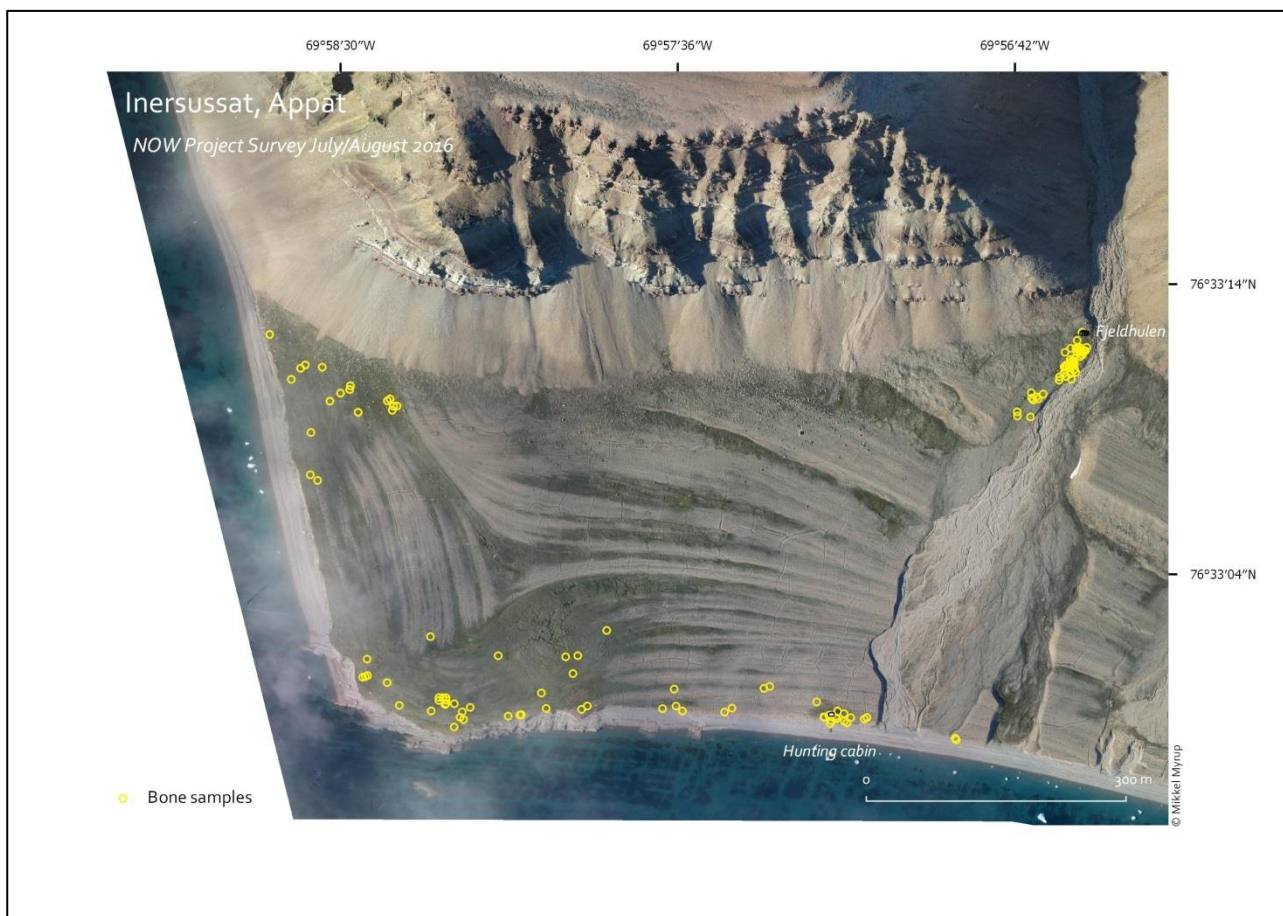 69°58'30"W
69°57'36"W
69°56'42"W
Inersussat, Appat
NOW Project Survey July/August 2016
76°33'14"N
Fjeldhulen
76°33'04"N
Hunting cabin
0 300 m
Bone samples
© Mikkel Myrup